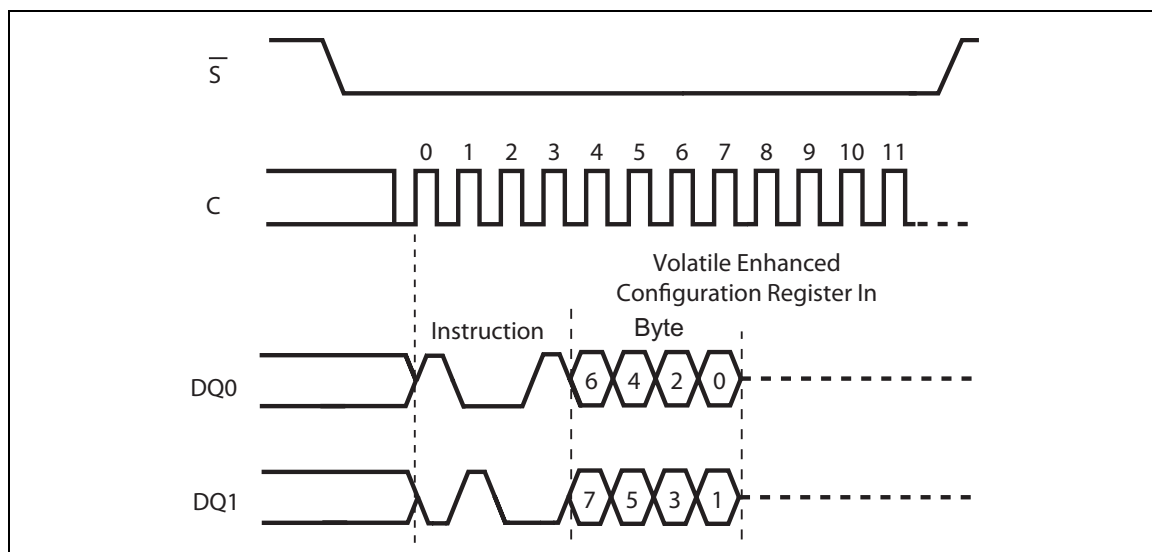 S
0 1 2 3 4 5 6 7 8 9 10 11
C
Volatile Enhanced
Configuration Register In
Instruction Byte
DQ0 6 4 2 0
DQ1 7 5 3 1